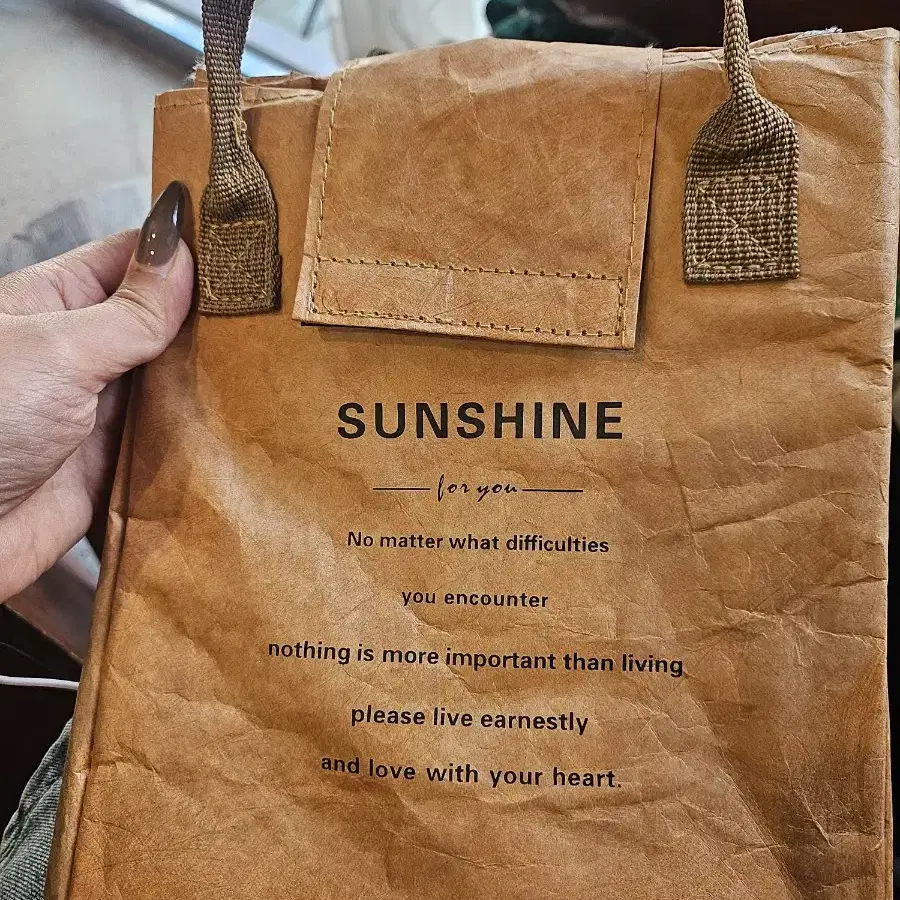 SUNSHINE
for you
No matter what difficulties
you encounter
nothing is more important than living
please live earnestly
and love with your heart.